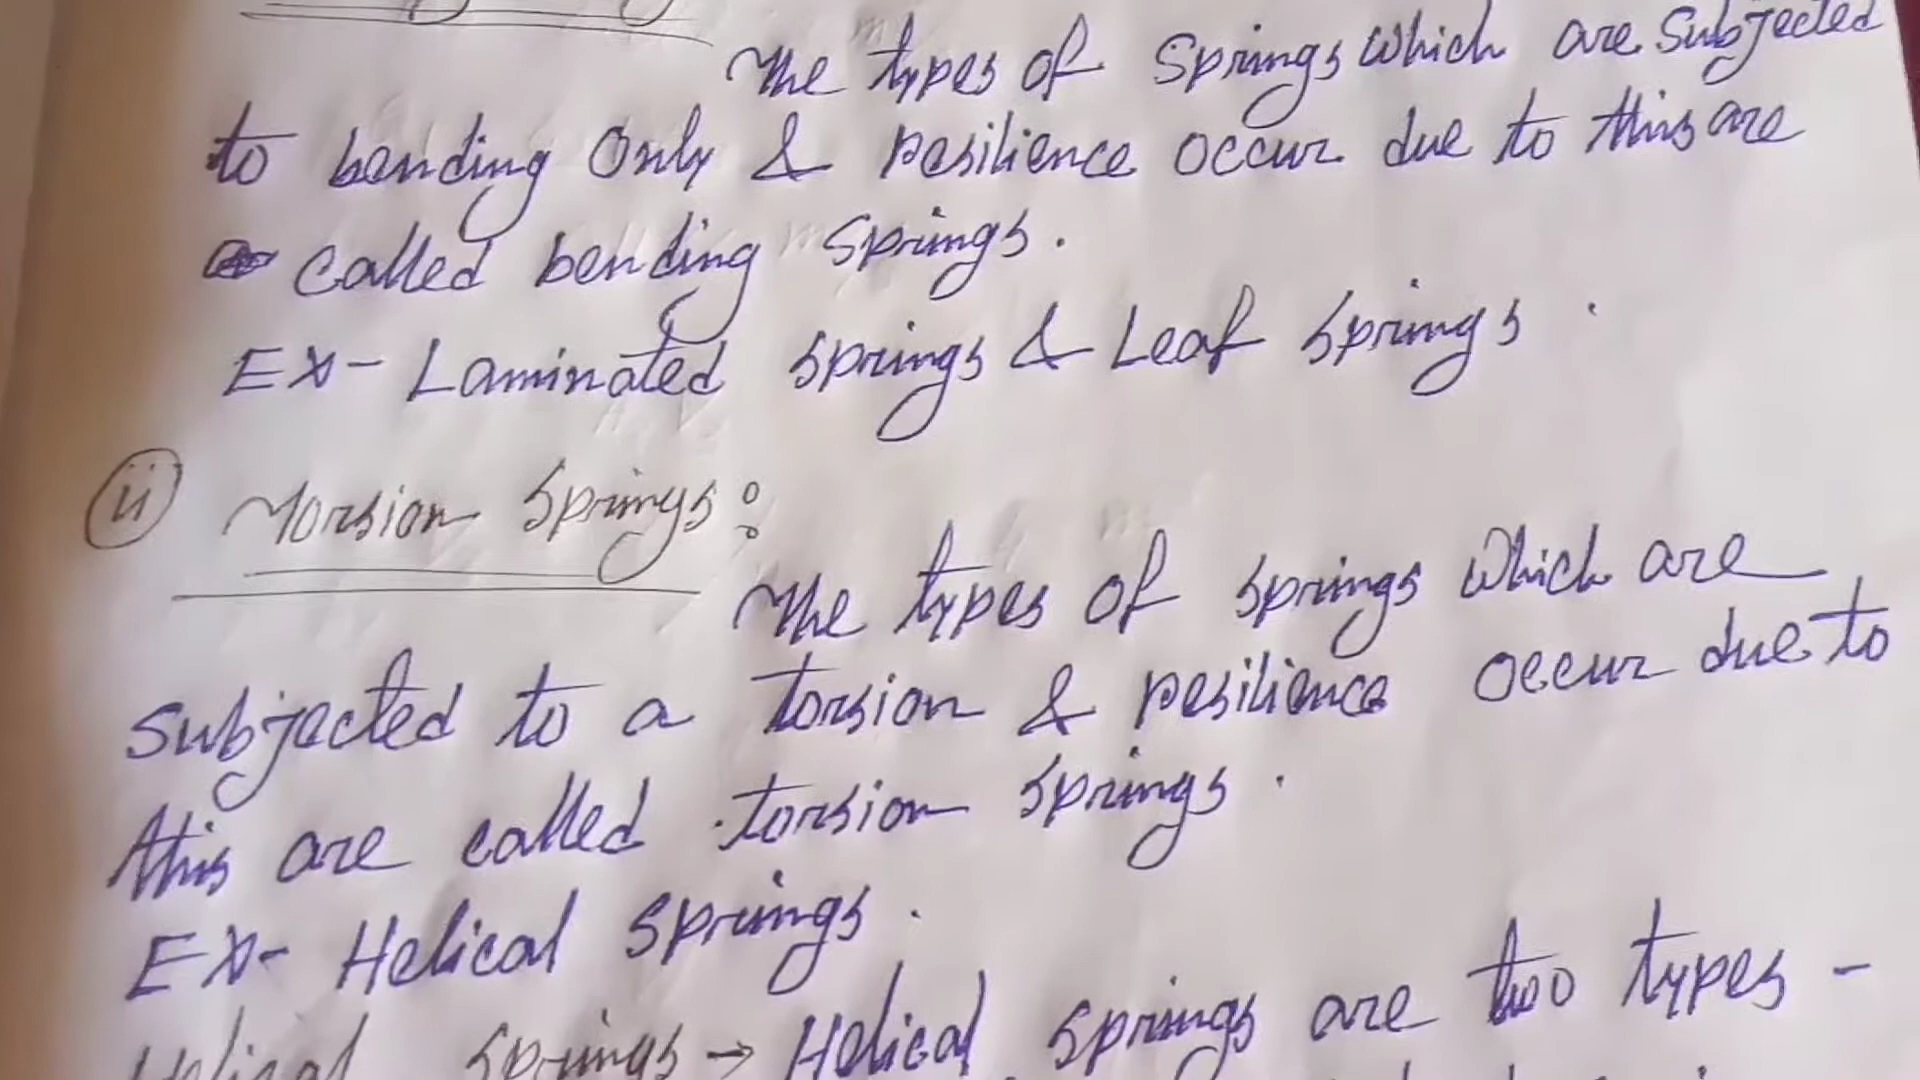 The types of Springs which are Subjected
to bending Only & resilience occur due to this are
called bending Springs.
EX- Laminated springs & Leaf springs.
(ii) Torsion Springs:
The types of springs which are
Subjected to a torsion & resilience occur due to
this are called torsion springs.
EX- Helical springs.
Helical springs → Helical springs are two types -